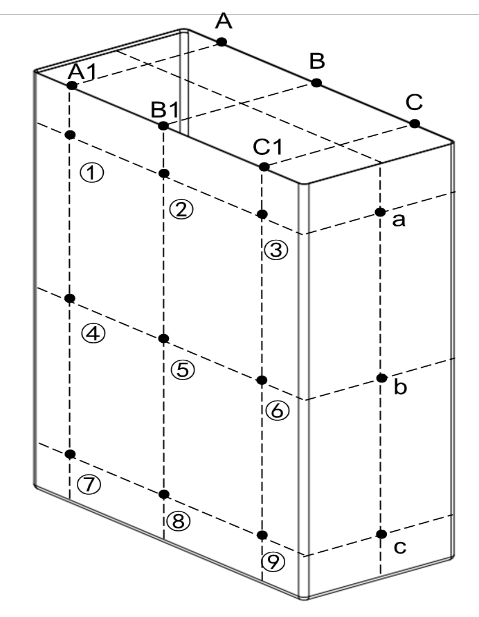 A
A1
B
B1
C
C1
①
②
③
a
④
⑤
⑥
b
⑦
⑧
⑨
c